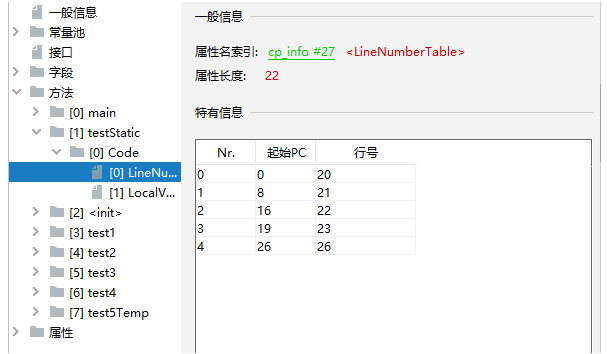 一般信息
常量池
接口
字段
方法
[0] main
[1] testStatic
[0] Code
[0] LineNu...
[1] LocalV...
[2] <init>
[3] test1
[4] test2
[5] test3
[6] test4
[7] test5Temp
属性
一般信息
属性名索引: cp_info #27 <LineNumberTable>
属性长度: 22
特有信息
Nr. 起始PC 行号
0 0 20
1 8 21
2 16 22
3 19 23
4 26 26